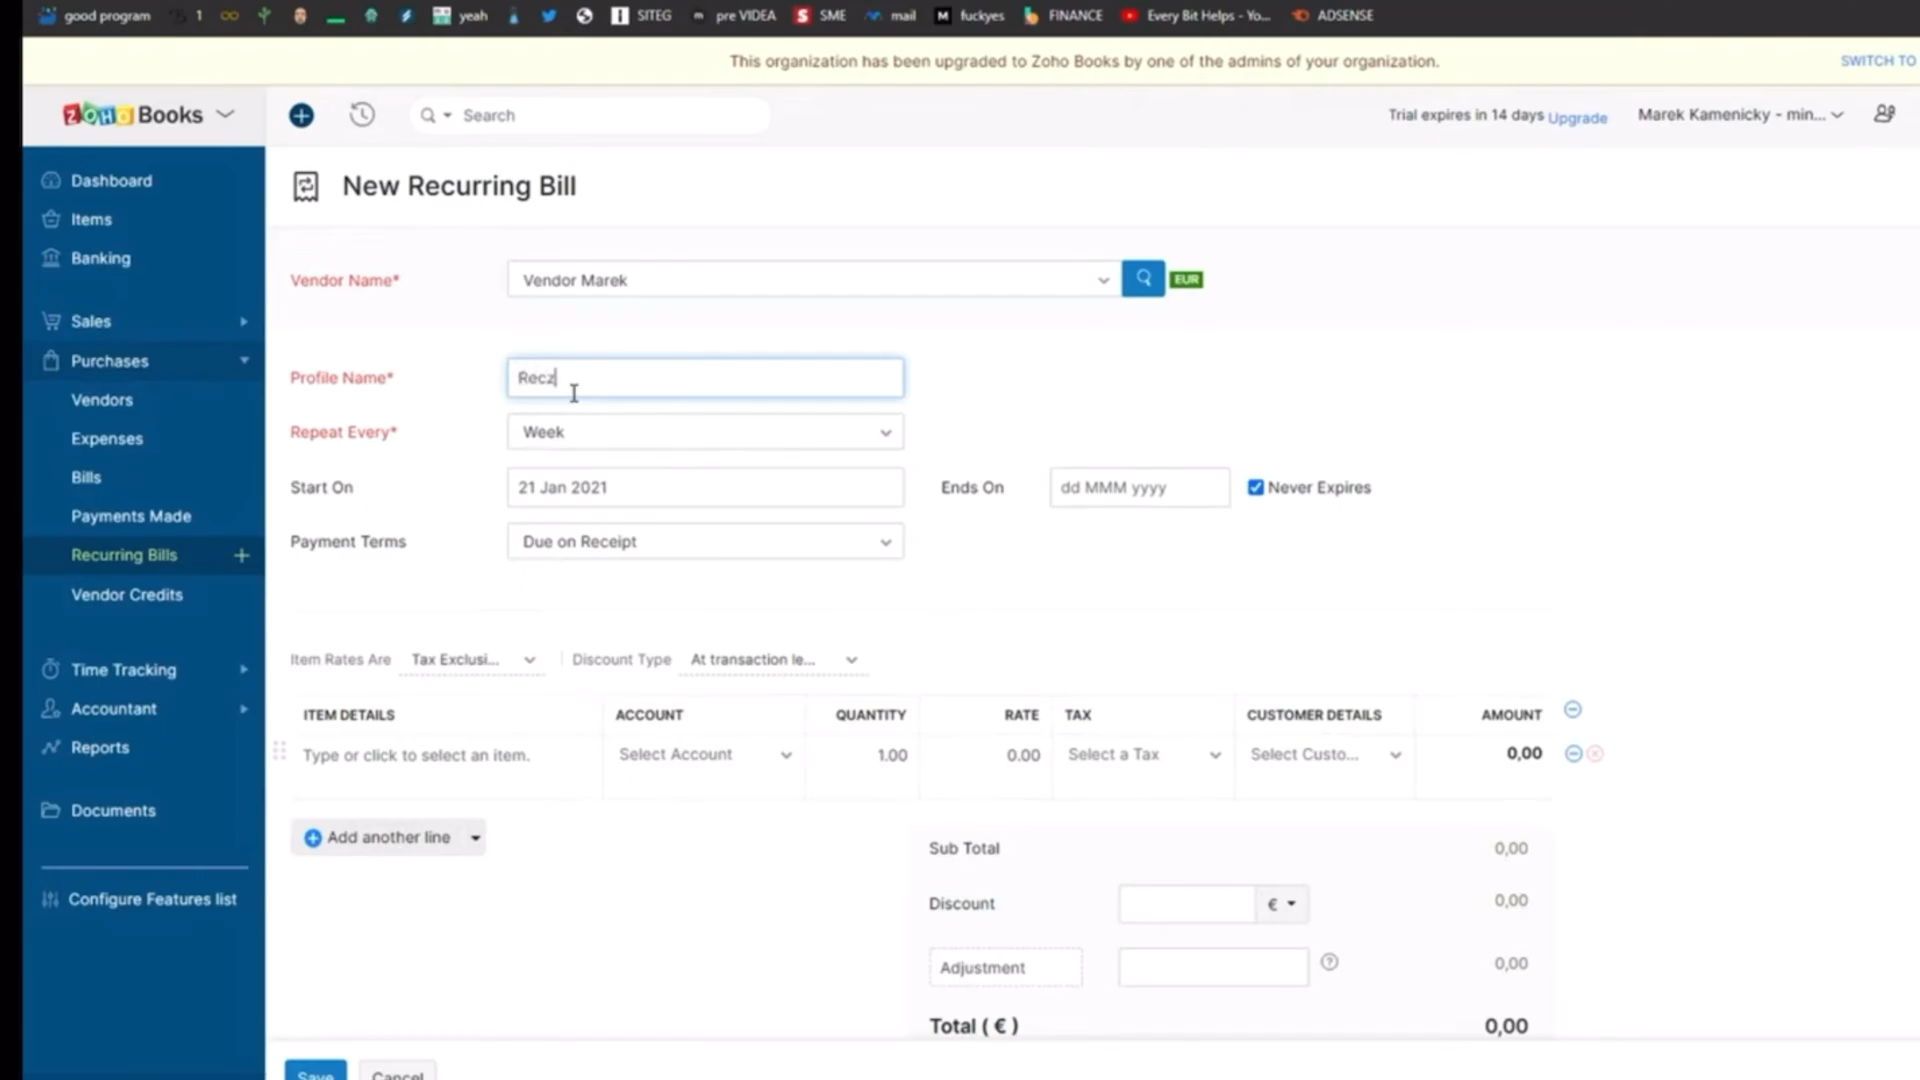 good program 1 yeah SITEG pre VIDEA SME mail fuckyes FINANCE Every Bit Helps - Yo... ADSENSE
This organization has been upgraded to Zoho Books by one of the admins of your organization. SWITCH TO
ZOHO Books Search Trial expires in 14 days Upgrade Marek Kamenicky - min...
Dashboard
Items
Banking
Sales
Purchases
Vendors
Expenses
Bills
Payments Made
Recurring Bills +
Vendor Credits
Time Tracking
Accountant
Reports
Documents
Configure Features list
New Recurring Bill
Vendor Name* Vendor Marek EUR
Profile Name* Recz
Repeat Every* Week
Start On 21 Jan 2021 Ends On dd MMM yyyy Never Expires
Payment Terms Due on Receipt
Item Rates Are Tax Exclusi... Discount Type At transaction le...
ITEM DETAILS ACCOUNT QUANTITY RATE TAX CUSTOMER DETAILS AMOUNT
Type or click to select an item. Select Account 1.00 0.00 Select a Tax Select Custo... 0,00
Add another line
Sub Total 0,00
Discount € 0,00
Adjustment 0,00
Total ( € ) 0,00
Save Cancel